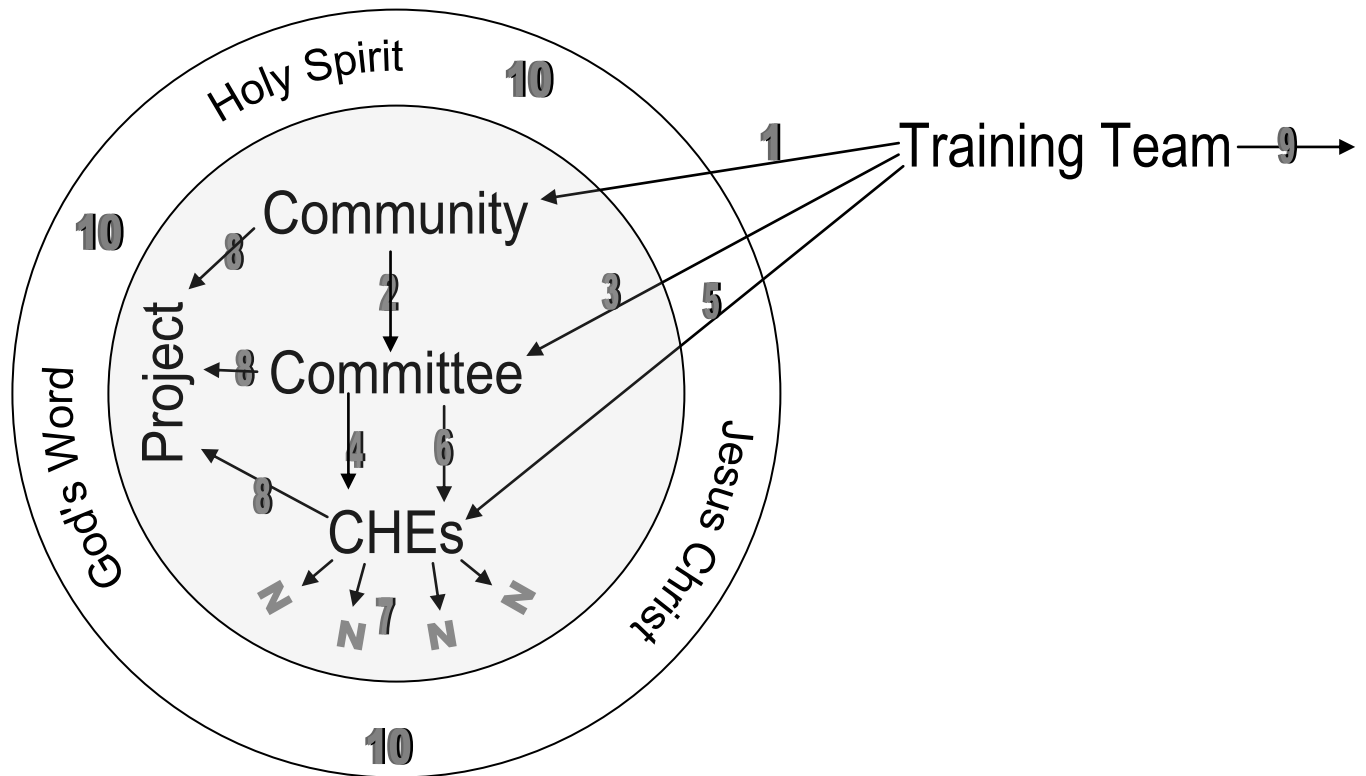 Holy Spirit
10
1
Training Team
9
10
Community
8
2
3
5
Project
8
Committee
God's Word
4
6
Jesus Christ
8
CHEs
N
N
7
N
N
10